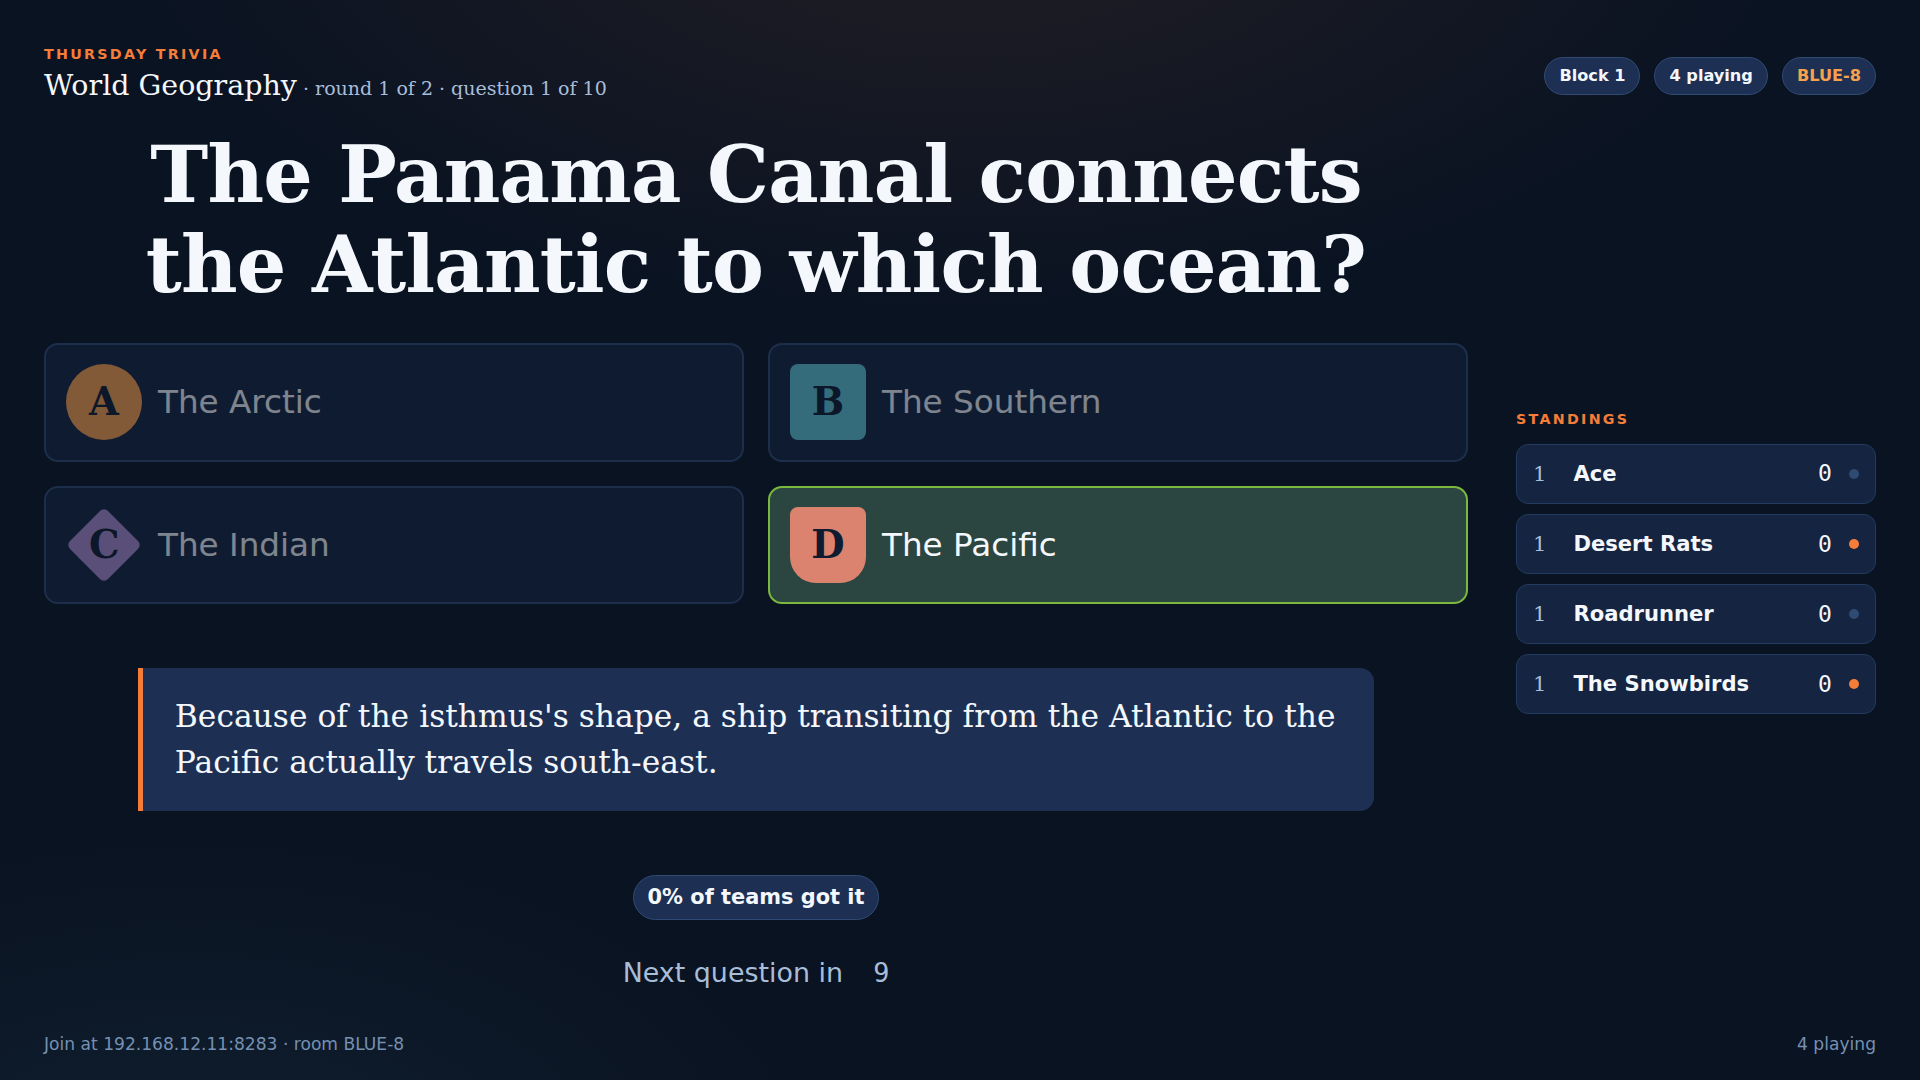 THURSDAY TRIVIA
World Geography · round 1 of 2 · question 1 of 10
Block 1
4 playing
BLUE-8
The Panama Canal connects
the Atlantic to which ocean?
A The Arctic
B The Southern
C The Indian
D The Pacific
STANDINGS
1 Ace 0
1 Desert Rats 0
1 Roadrunner 0
1 The Snowbirds 0
Because of the isthmus's shape, a ship transiting from the Atlantic to the
Pacific actually travels south-east.
0% of teams got it
Next question in 9
Join at 192.168.12.11:8283 · room BLUE-8
4 playing